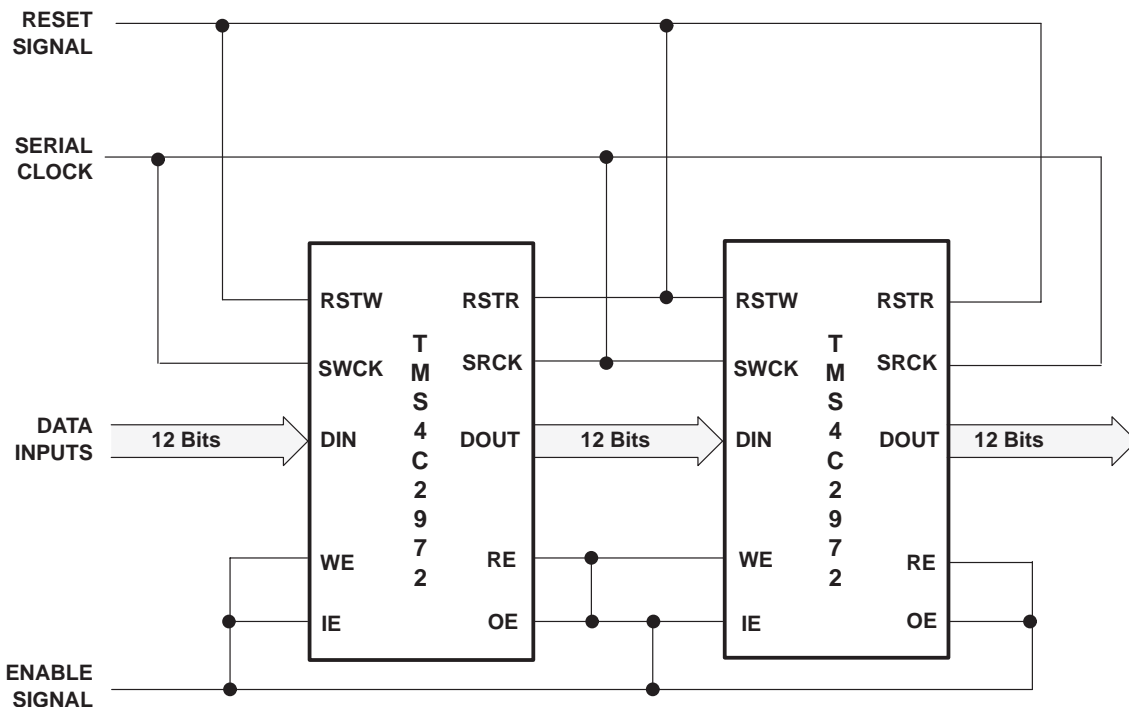 RESET
SIGNAL
SERIAL
CLOCK
RSTW
RSTR
RSTW
RSTR
SWCK
SRCK
SWCK
SRCK
DATA
INPUTS
12 Bits
DIN
DOUT
12 Bits
DIN
DOUT
12 Bits
T
M
S
4
C
2
9
7
2
T
M
S
4
C
2
9
7
2
WE
RE
WE
RE
IE
OE
IE
OE
ENABLE
SIGNAL